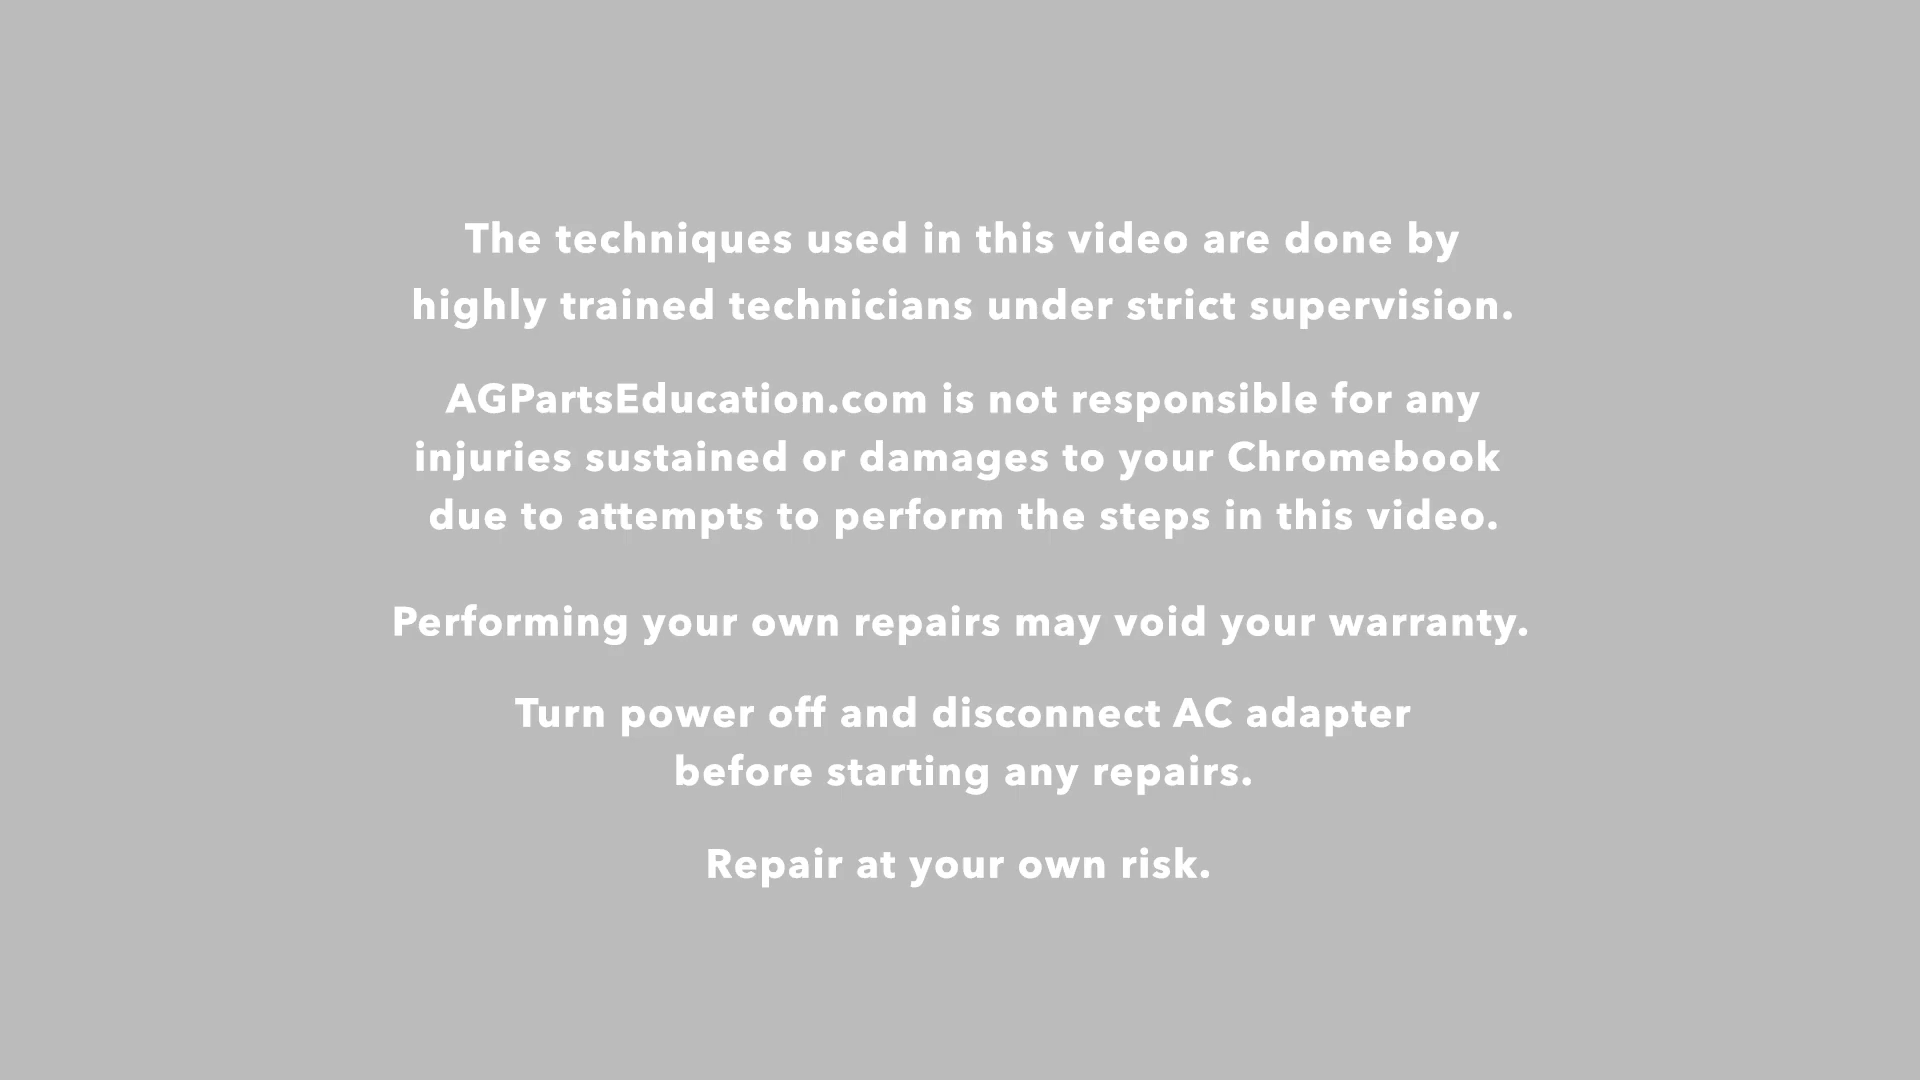 The techniques used in this video are done by
highly trained technicians under strict supervision.
AGPartsEducation.com is not responsible for any
injuries sustained or damages to your Chromebook
due to attempts to perform the steps in this video.
Performing your own repairs may void your warranty.
Turn power off and disconnect AC adapter
before starting any repairs.
Repair at your own risk.